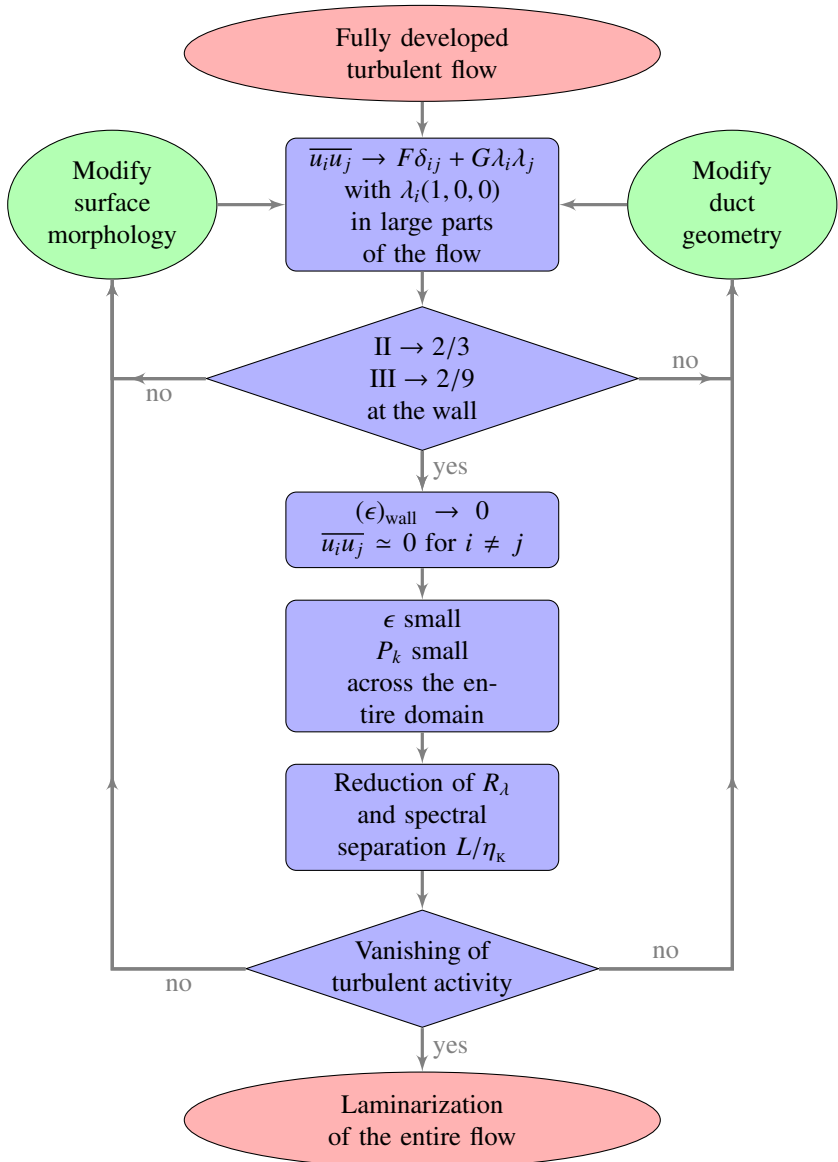 Fully developed
turbulent flow
Modify
surface
morphology
$\overline{u_i u_j} \to F\delta_{ij} + G\lambda_i\lambda_j$
with $\lambda_i(1, 0, 0)$
in large parts
of the flow
Modify
duct
geometry
II → 2/3
III → 2/9
at the wall
no
no
yes
$(\epsilon)_{\text{wall}} \to 0$
$\overline{u_i u_j} \simeq 0$ for $i \neq j$
$\epsilon$ small
$P_k$ small
across the en-
tire domain
Reduction of $R_\lambda$
and spectral
separation $L/\eta_{\text{K}}$
Vanishing of
turbulent activity
no
no
yes
Laminarization
of the entire flow